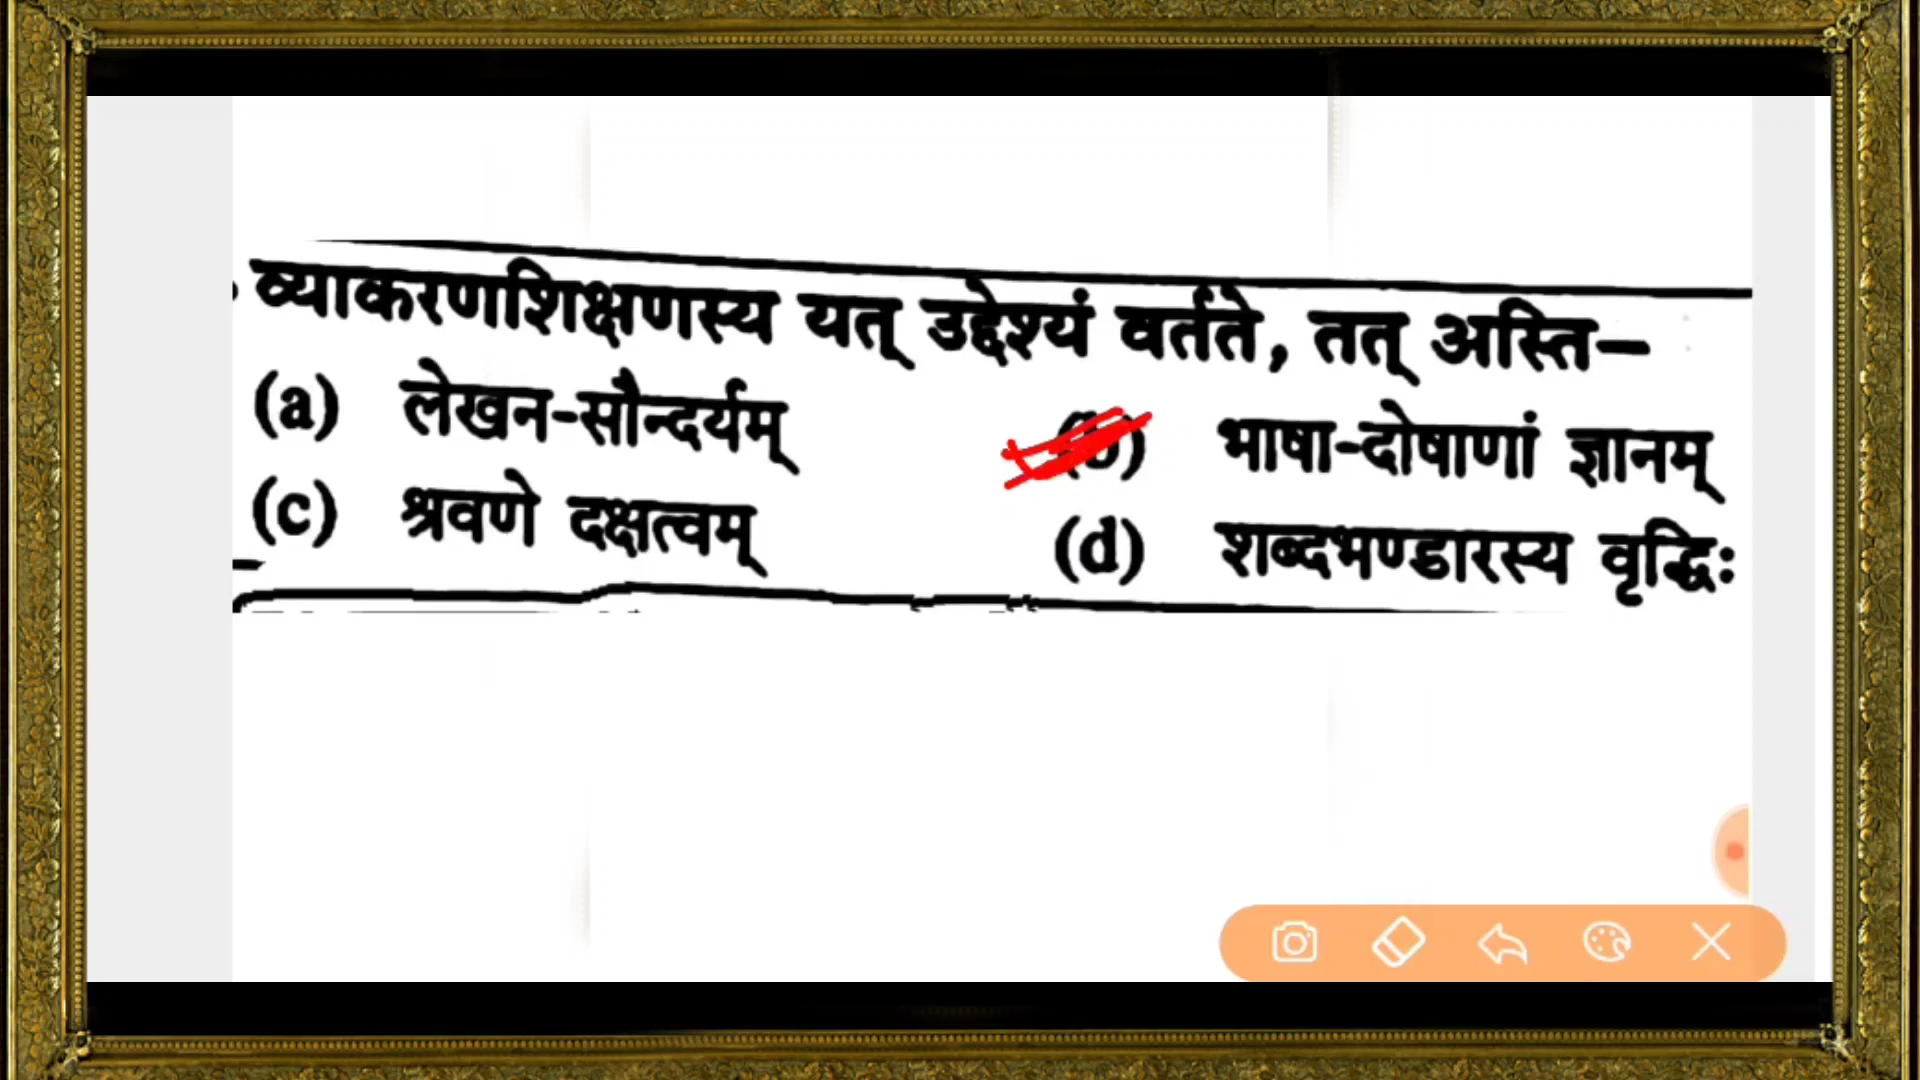 व्याकरणशिक्षणस्य यत् उद्देश्यं वर्तते, तत् अस्ति–
(a) लेखन-सौन्दर्यम् (b) भाषा-दोषाणां ज्ञानम्
(c) श्रवणे दक्षत्वम् (d) शब्दभण्डारस्य वृद्धिः